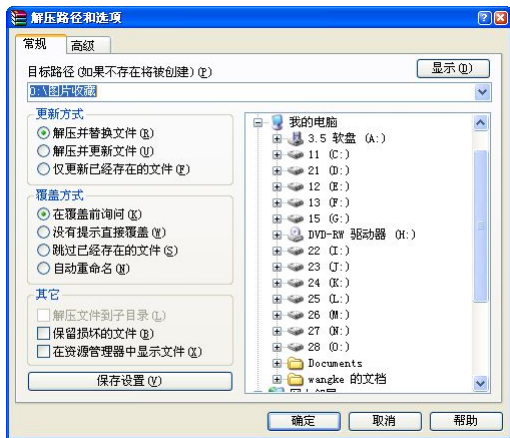 解压路径和选项
常规
高级
目标路径(如果不存在将被创建)(P)
显示(D)
D:\图片收藏
更新方式
解压并替换文件(R)
解压并更新文件(U)
仅更新已经存在的文件(F)
覆盖方式
在覆盖前询问(K)
没有提示直接覆盖(W)
跳过已经存在的文件(S)
自动重命名(N)
其它
解压文件到子目录(L)
保留损坏的文件(B)
在资源管理器中显示文件(X)
保存设置(V)
我的电脑
3.5 软盘 (A:)
11 (C:)
21 (D:)
12 (E:)
13 (F:)
15 (G:)
DVD-RW 驱动器 (H:)
22 (I:)
23 (J:)
24 (K:)
25 (L:)
26 (M:)
27 (N:)
28 (O:)
Documents
wangke 的文档
确定
取消
帮助